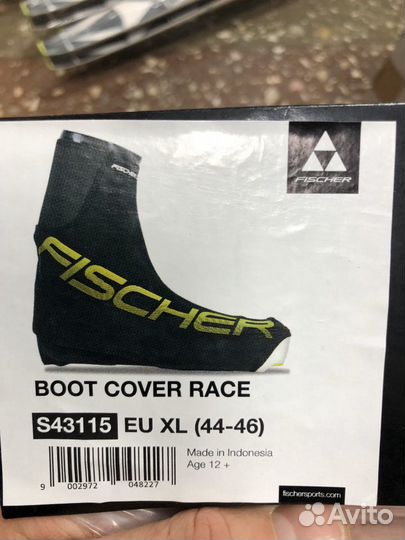 FISCHER
FISCHER
FISCHER
BOOT COVER RACE
S43115 EU XL (44-46)
Made in Indonesia
Age 12 +
9 002972 048227
fischersports.com
Avito